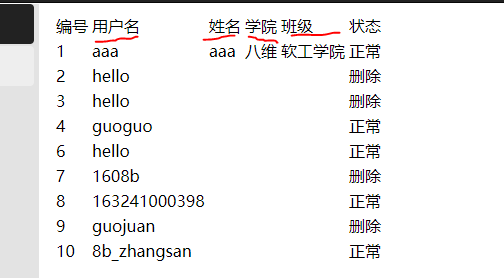 编号 用户名 姓名 学院 班级 状态
1 aaa aaa 八维 软工学院 正常
2 hello 删除
3 hello 删除
4 guoguo 正常
6 hello 正常
7 1608b 删除
8 163241000398 正常
9 guojuan 删除
10 8b_zhangsan 正常